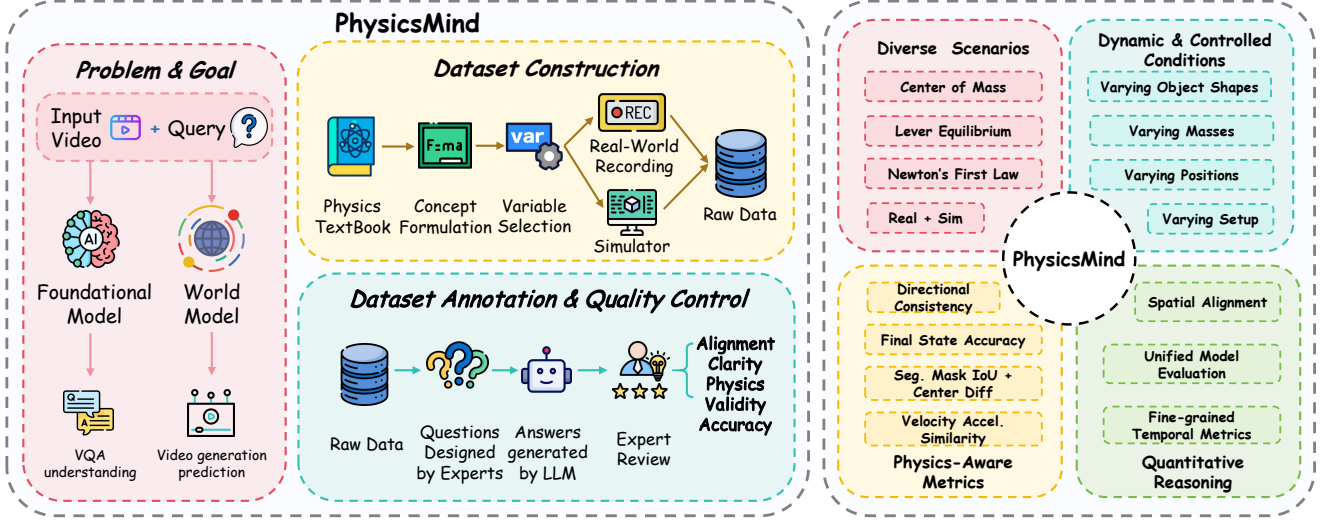 PhysicsMind
Problem & Goal
Input
Video
+
Query
?
AI
Foundational
Model
World
Model
Q
A
VQA
understanding
Video generation
prediction
Dataset Construction
F=ma
var
REC
Physics
TextBook
Concept
Formulation
Variable
Selection
Real-World
Recording
Simulator
Raw Data
Dataset Annotation & Quality Control
???
Raw Data
Questions
Designed
by Experts
Answers
generated
by LLM
Expert
Review
Alignment
Clarity
Physics
Validity
Accuracy
Diverse Scenarios
Center of Mass
Lever Equilibrium
Newton's First Law
Real + Sim
Dynamic & Controlled
Conditions
Varying Object Shapes
Varying Masses
Varying Positions
Varying Setup
PhysicsMind
Directional
Consistency
Final State Accuracy
Seg. Mask IoU +
Center Diff
Velocity Accel.
Similarity
Physics-Aware
Metrics
Spatial Alignment
Unified Model
Evaluation
Fine-grained
Temporal Metrics
Quantitative
Reasoning